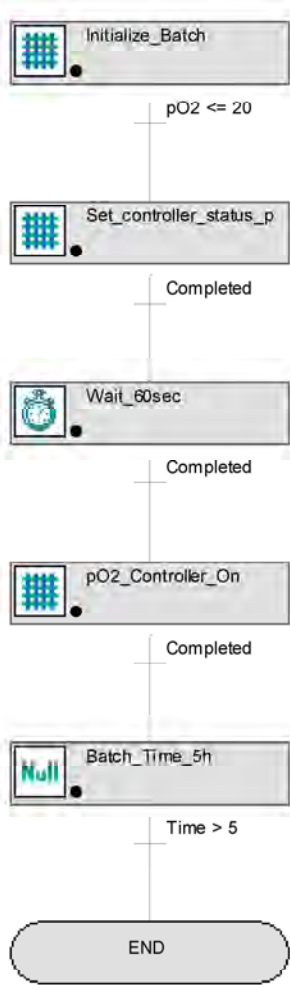 Initialize_Batch
pO2 <= 20
Set_controller_status_p
Completed
Wait_60sec
Completed
pO2_Controller_On
Completed
Null
Batch_Time_5h
Time > 5
END